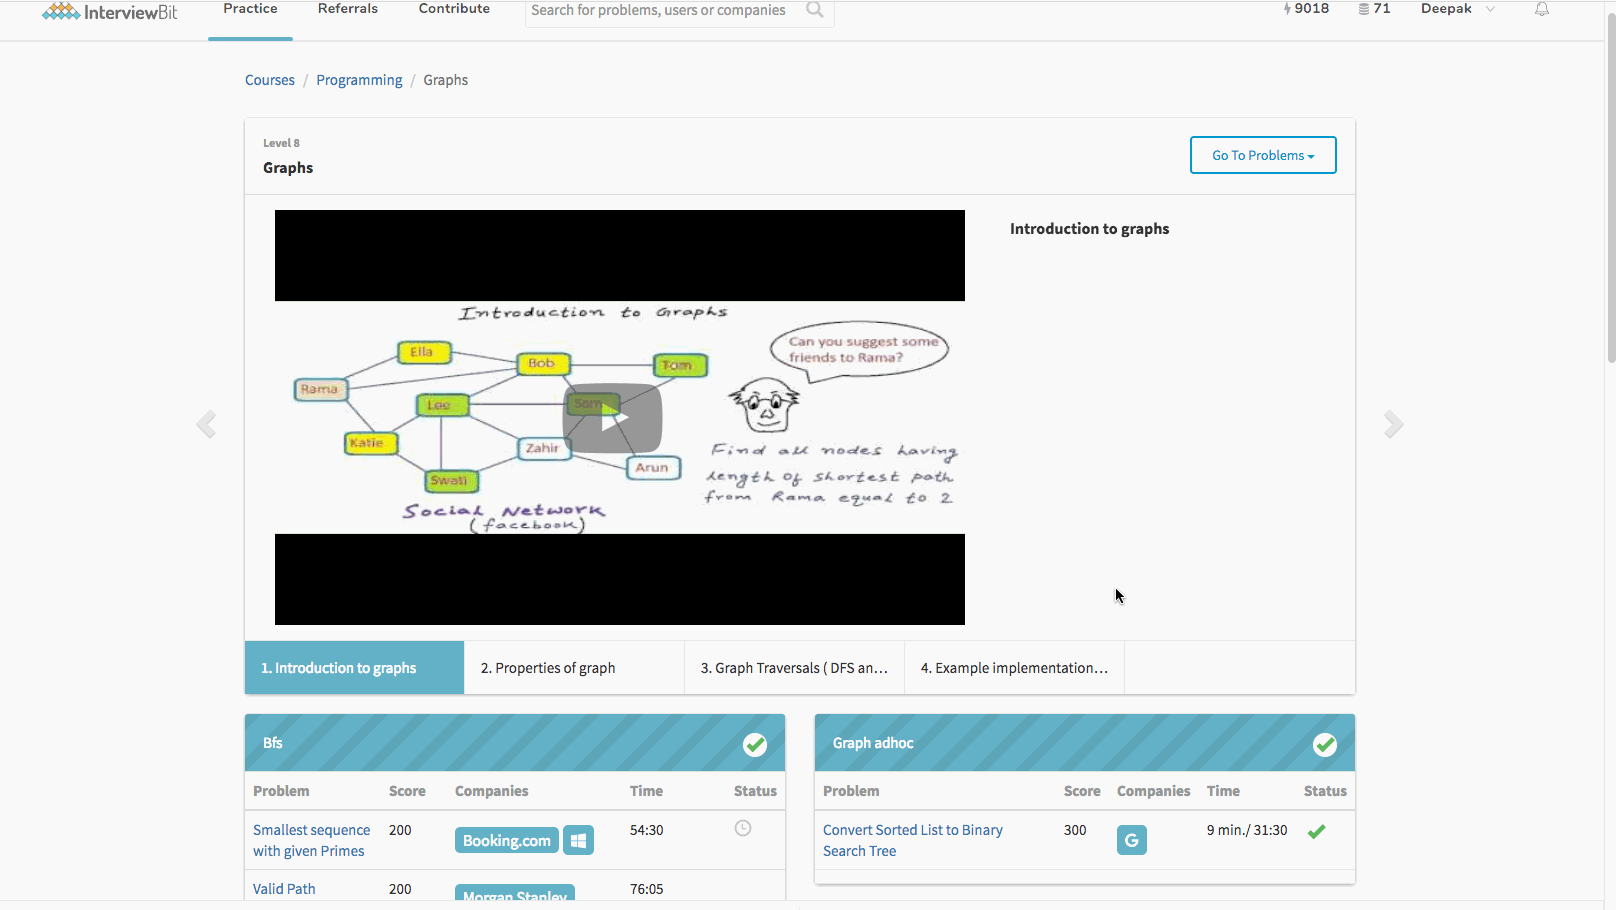 InterviewBit
Practice
Referrals
Contribute
Search for problems, users or companies
9018
71
Deepak
Courses / Programming / Graphs
Level 8
Graphs
Go To Problems
Introduction to graphs
Introduction to Graphs
Can you suggest some
friends to Rama?
Ella
Bob
Tom
Rama
Lee
Sam
Katie
Zahir
Arun
Swati
Find all nodes having
length of shortest path
from Rama equal to 2
Social Network
(facebook)
1. Introduction to graphs
2. Properties of graph
3. Graph Traversals ( DFS an...
4. Example implementation...
Bfs
Problem Score Companies Time Status
Smallest sequence 200 Booking.com 54:30
with given Primes
Valid Path 200 Morgan Stanley 76:05
Graph adhoc
Problem Score Companies Time Status
Convert Sorted List to Binary 300 G 9 min./ 31:30
Search Tree